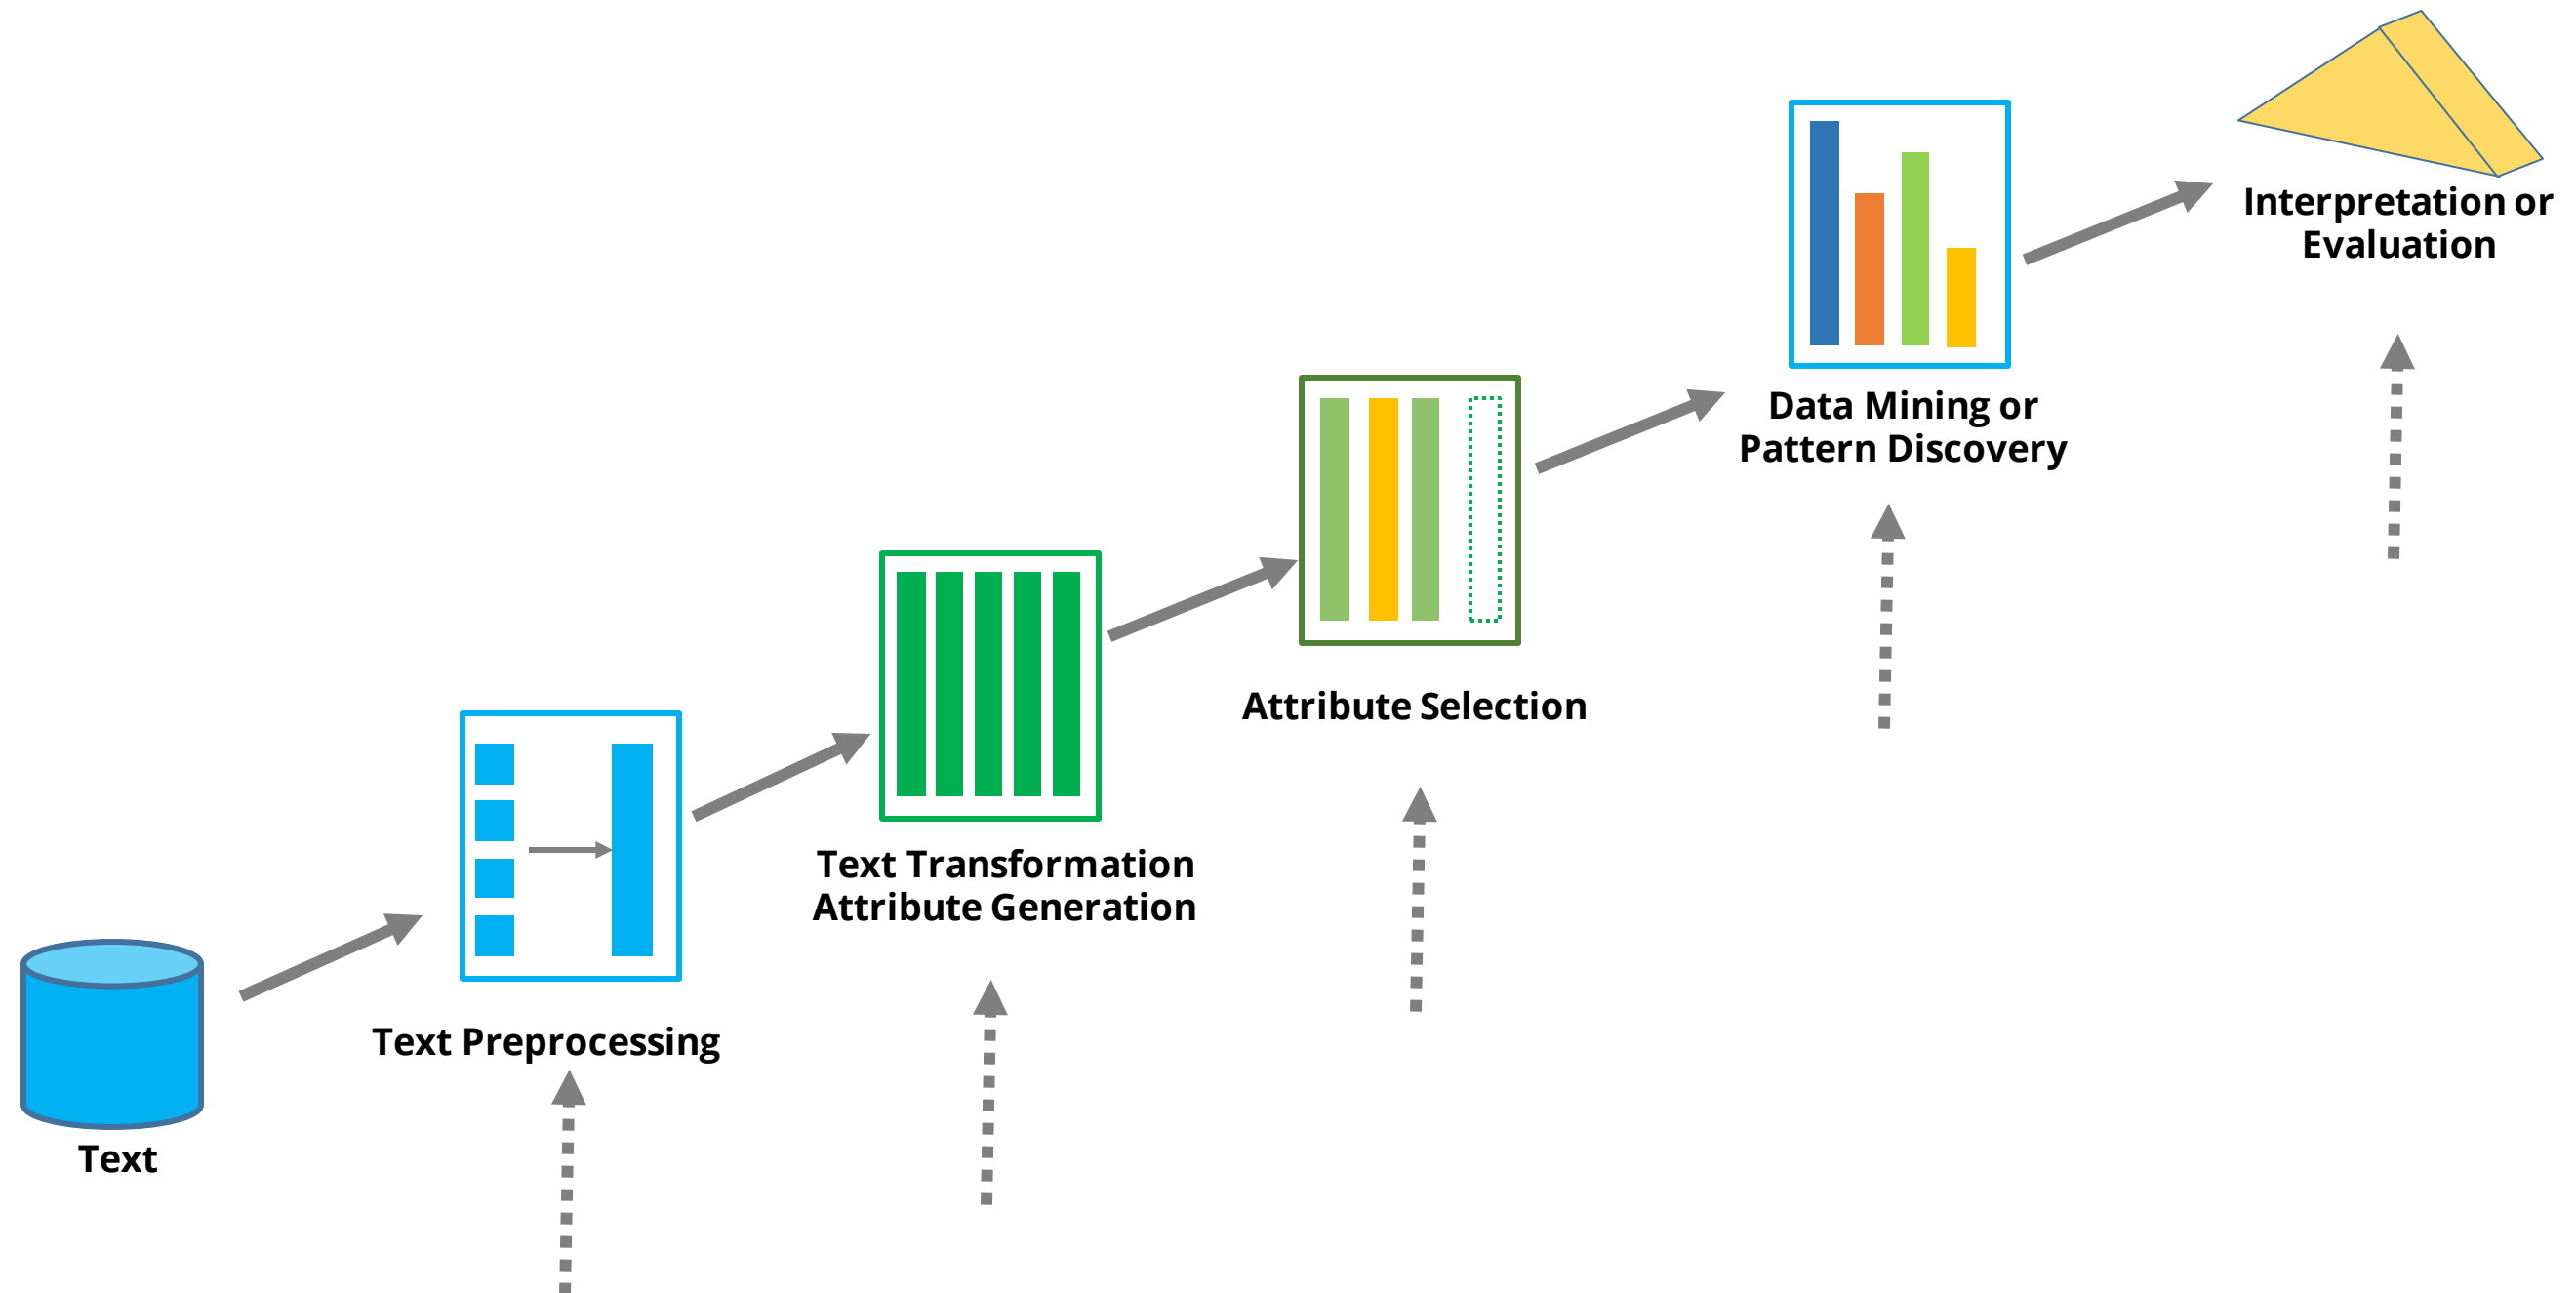 Text
Text Preprocessing
Text Transformation
Attribute Generation
Attribute Selection
Data Mining or
Pattern Discovery
Interpretation or
Evaluation